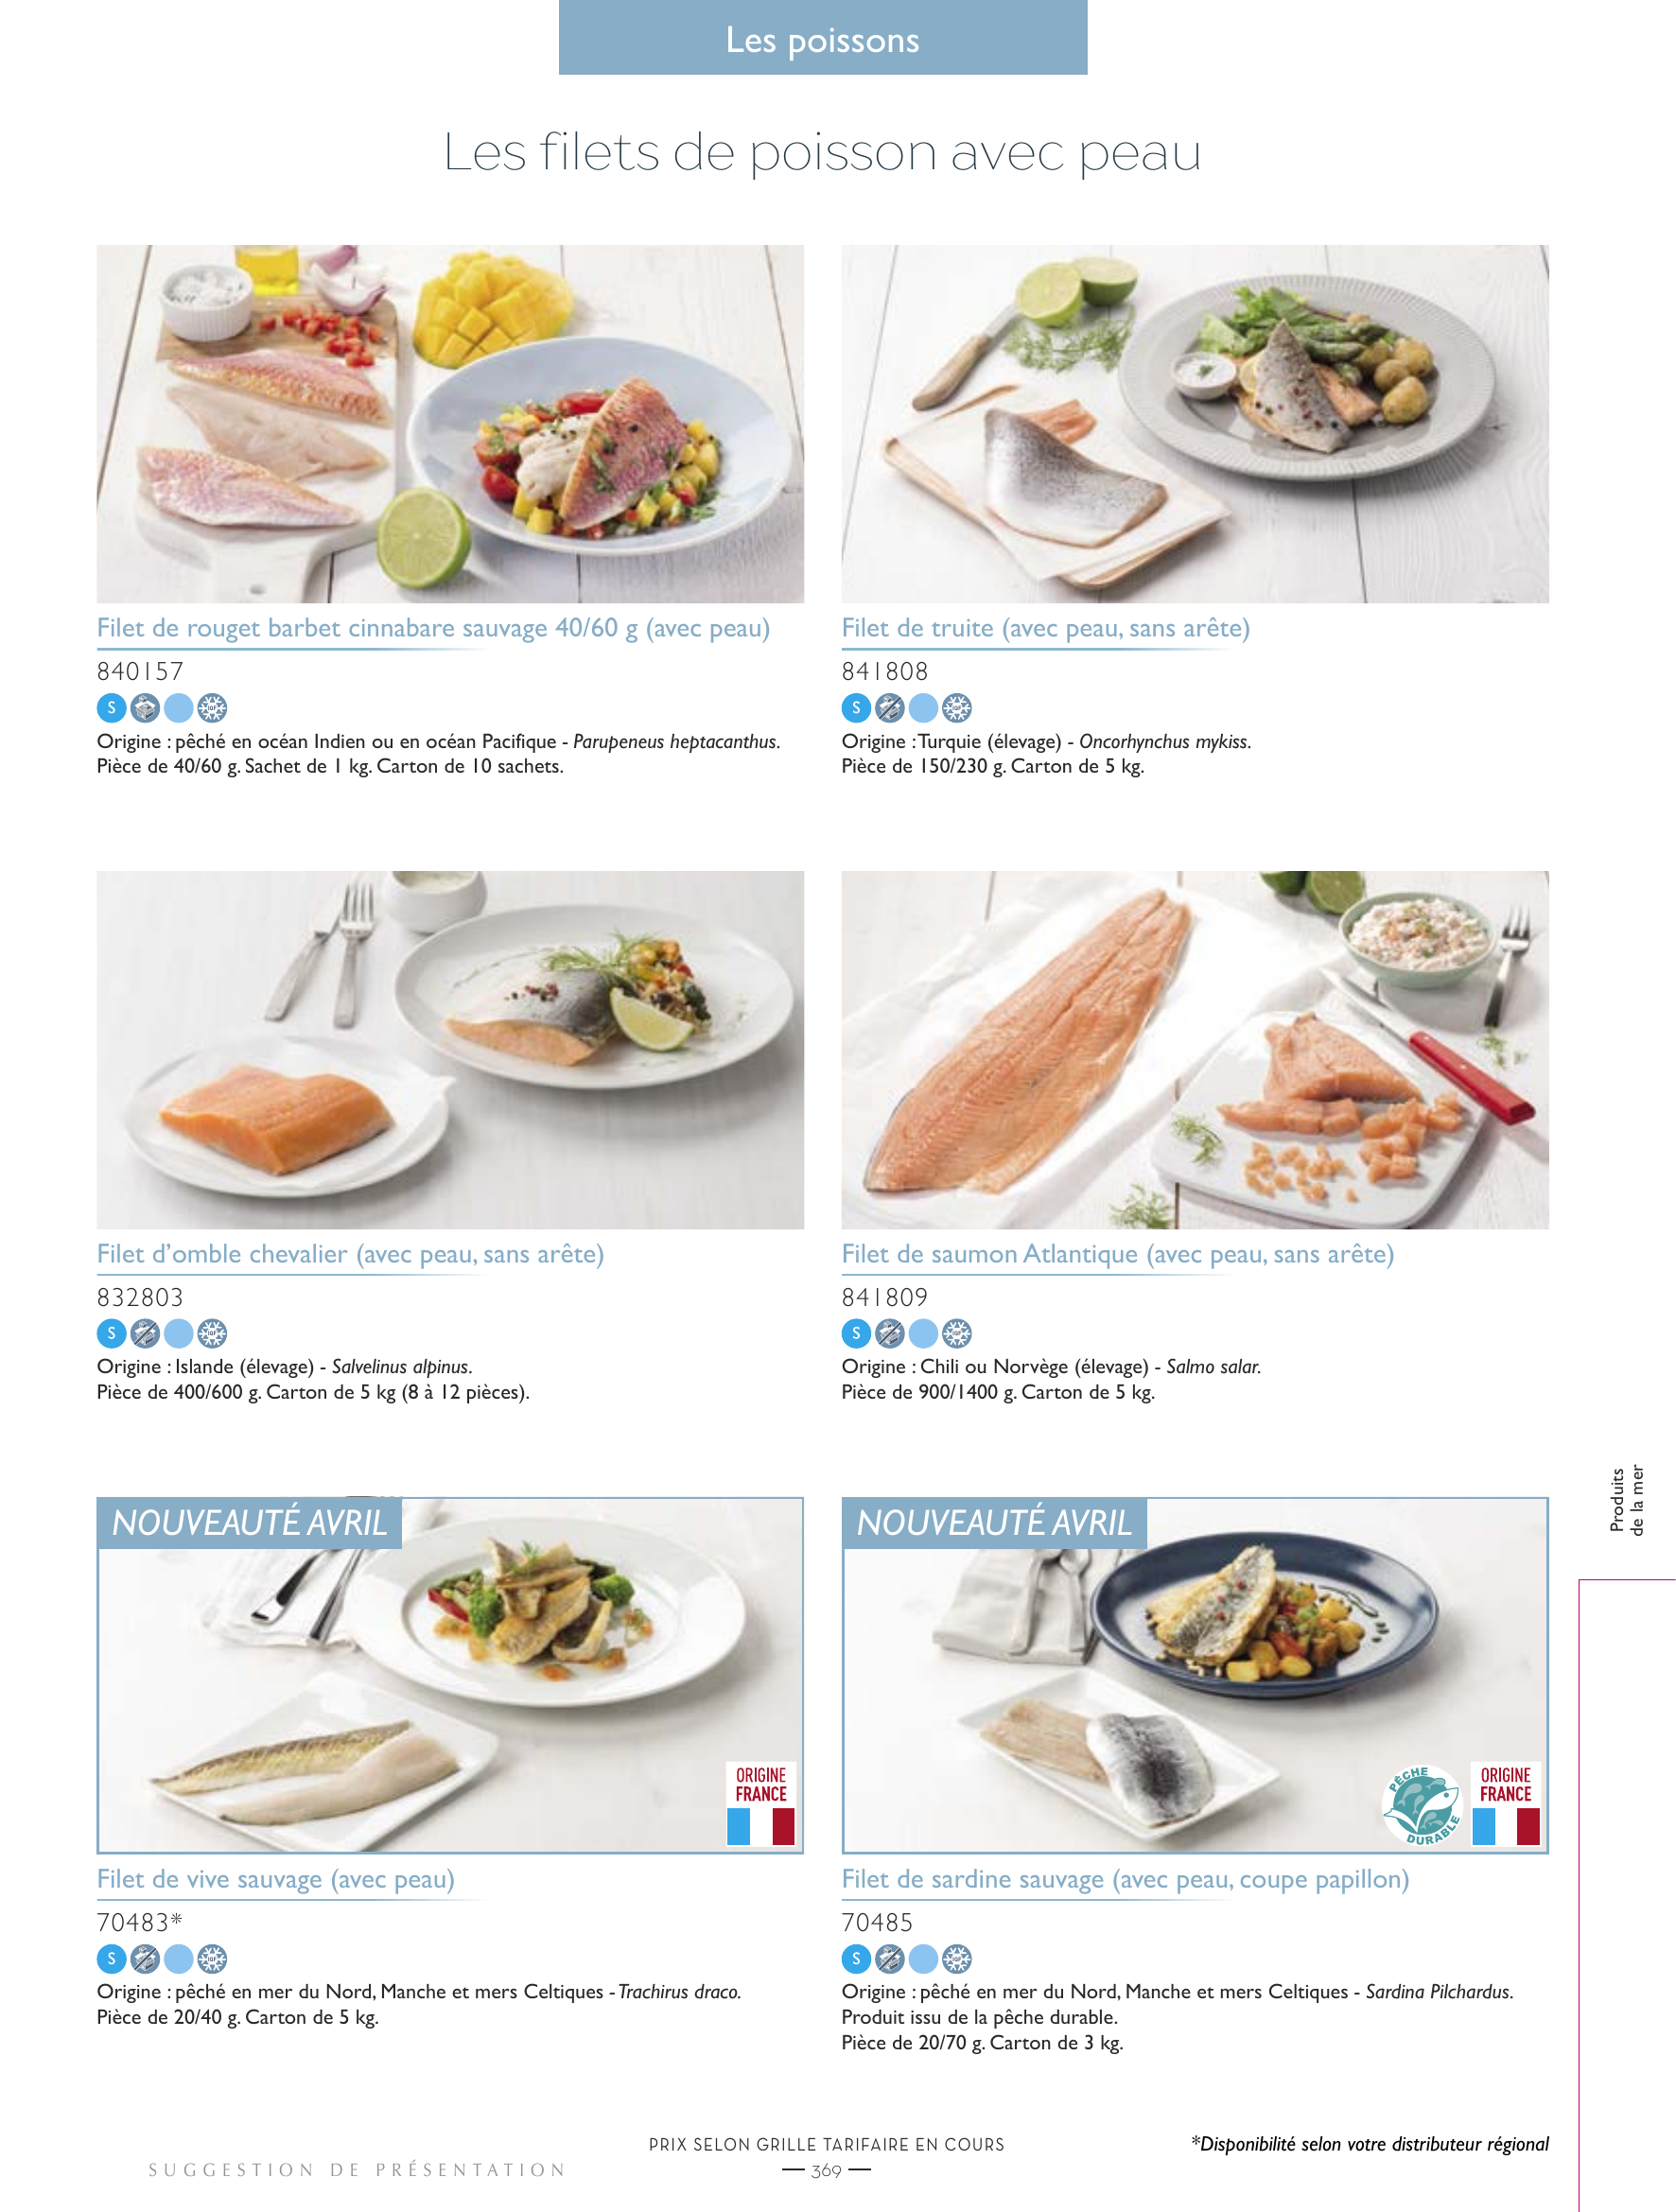 Les poissons
Les filets de poisson avec peau
Filet de rouget barbet cinnabare sauvage 40/60 g (avec peau)
840157
S
Origine : pêché en océan Indien ou en océan Pacifique - Parupeneus heptacanthus.
Pièce de 40/60 g. Sachet de 1 kg. Carton de 10 sachets.
Filet de truite (avec peau, sans arête)
841808
S
Origine : Turquie (élevage) - Oncorhynchus mykiss.
Pièce de 150/230 g. Carton de 5 kg.
Filet d’omble chevalier (avec peau, sans arête)
832803
S
Origine : Islande (élevage) - Salvelinus alpinus.
Pièce de 400/600 g. Carton de 5 kg (8 à 12 pièces).
Filet de saumon Atlantique (avec peau, sans arête)
841809
S
Origine : Chili ou Norvège (élevage) - Salmo salar.
Pièce de 900/1400 g. Carton de 5 kg.
Produits
de la mer
NOUVEAUTÉ AVRIL
ORIGINE
FRANCE
Filet de vive sauvage (avec peau)
70483*
S
Origine : pêché en mer du Nord, Manche et mers Celtiques - Trachirus draco.
Pièce de 20/40 g. Carton de 5 kg.
NOUVEAUTÉ AVRIL
PÊCHE
DURABLE
ORIGINE
FRANCE
Filet de sardine sauvage (avec peau, coupe papillon)
70485
S
Origine : pêché en mer du Nord, Manche et mers Celtiques - Sardina Pilchardus.
Produit issu de la pêche durable.
Pièce de 20/70 g. Carton de 3 kg.
PRIX SELON GRILLE TARIFAIRE EN COURS
*Disponibilité selon votre distributeur régional
SUGGESTION DE PRÉSENTATION
— 369 —